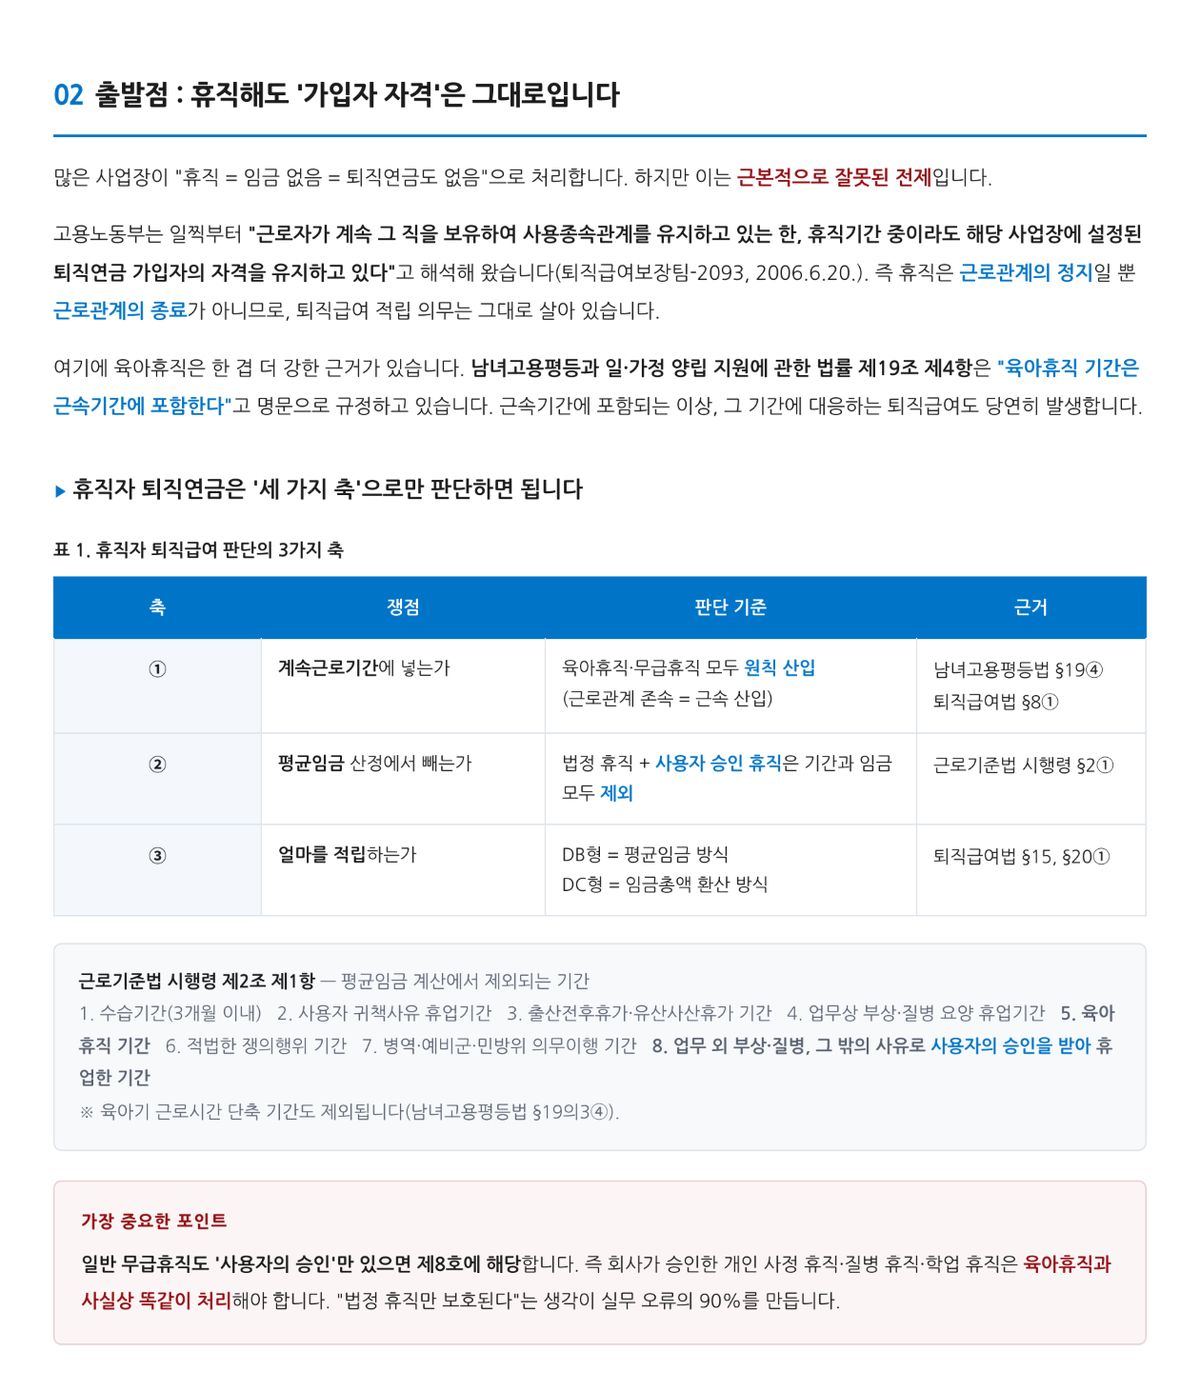 02 출발점 : 휴직해도 '가입자 자격'은 그대로입니다
많은 사업장이 "휴직 = 임금 없음 = 퇴직연금도 없음"으로 처리합니다. 하지만 이는 근본적으로 잘못된 전제입니다.
고용노동부는 일찍부터 "근로자가 계속 그 직을 보유하여 사용종속관계를 유지하고 있는 한, 휴직기간 중이라도 해당 사업장에 설정된
퇴직연금 가입자의 자격을 유지하고 있다"고 해석해 왔습니다(퇴직급여보장팀-2093, 2006.6.20.). 즉 휴직은 근로관계의 정지일 뿐
근로관계의 종료가 아니므로, 퇴직급여 적립 의무는 그대로 살아 있습니다.
여기에 육아휴직은 한 겹 더 강한 근거가 있습니다. 남녀고용평등과 일·가정 양립 지원에 관한 법률 제19조 제4항은 "육아휴직 기간은
근속기간에 포함한다"고 명문으로 규정하고 있습니다. 근속기간에 포함되는 이상, 그 기간에 대응하는 퇴직급여도 당연히 발생합니다.
▶ 휴직자 퇴직연금은 '세 가지 축'으로만 판단하면 됩니다
표 1. 휴직자 퇴직급여 판단의 3가지 축
축 쟁점 판단 기준 근거
① 계속근로기간에 넣는가 육아휴직·무급휴직 모두 원칙 산입 남녀고용평등법 §19④
(근로관계 존속 = 근속 산입) 퇴직급여법 §8①
② 평균임금 산정에서 빼는가 법정 휴직 + 사용자 승인 휴직은 기간과 임금 근로기준법 시행령 §2①
모두 제외
③ 얼마를 적립하는가 DB형 = 평균임금 방식 퇴직급여법 §15, §20①
DC형 = 임금총액 환산 방식
근로기준법 시행령 제2조 제1항 — 평균임금 계산에서 제외되는 기간
1. 수습기간(3개월 이내) 2. 사용자 귀책사유 휴업기간 3. 출산전후휴가·유산사산휴가 기간 4. 업무상 부상·질병 요양 휴업기간 5. 육아
휴직 기간 6. 적법한 쟁의행위 기간 7. 병역·예비군·민방위 의무이행 기간 8. 업무 외 부상·질병, 그 밖의 사유로 사용자의 승인을 받아 휴
업한 기간
※ 육아기 근로시간 단축 기간도 제외됩니다(남녀고용평등법 §19의3④).
가장 중요한 포인트
일반 무급휴직도 '사용자의 승인'만 있으면 제8호에 해당합니다. 즉 회사가 승인한 개인 사정 휴직·질병 휴직·학업 휴직은 육아휴직과
사실상 똑같이 처리해야 합니다. "법정 휴직만 보호된다"는 생각이 실무 오류의 90%를 만듭니다.